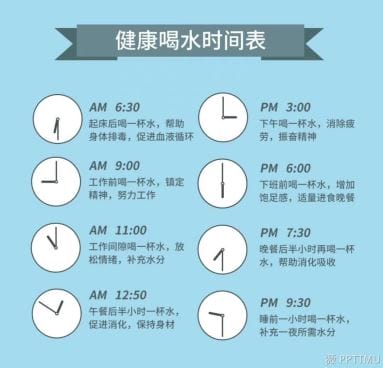 健康喝水时间表
AM 6:30
起床后喝一杯水，帮助
身体排毒，促进血液循环
AM 9:00
工作前喝一杯水，镇定
精神，努力工作
AM 11:00
工作间隙喝一杯水，放
松情绪，补充水分
AM 12:50
午餐后半小时一杯水，
促进消化，保持身材
PM 3:00
下午喝一杯水，消除疲
劳，振奋精神
PM 6:00
下班前喝一杯水，增加
饱足感，适量进食晚餐
PM 7:30
晚餐后半小时再喝一杯
水，帮助消化吸收
PM 9:30
睡前一小时喝一杯水，
补充一夜所需水分
PPTTMU